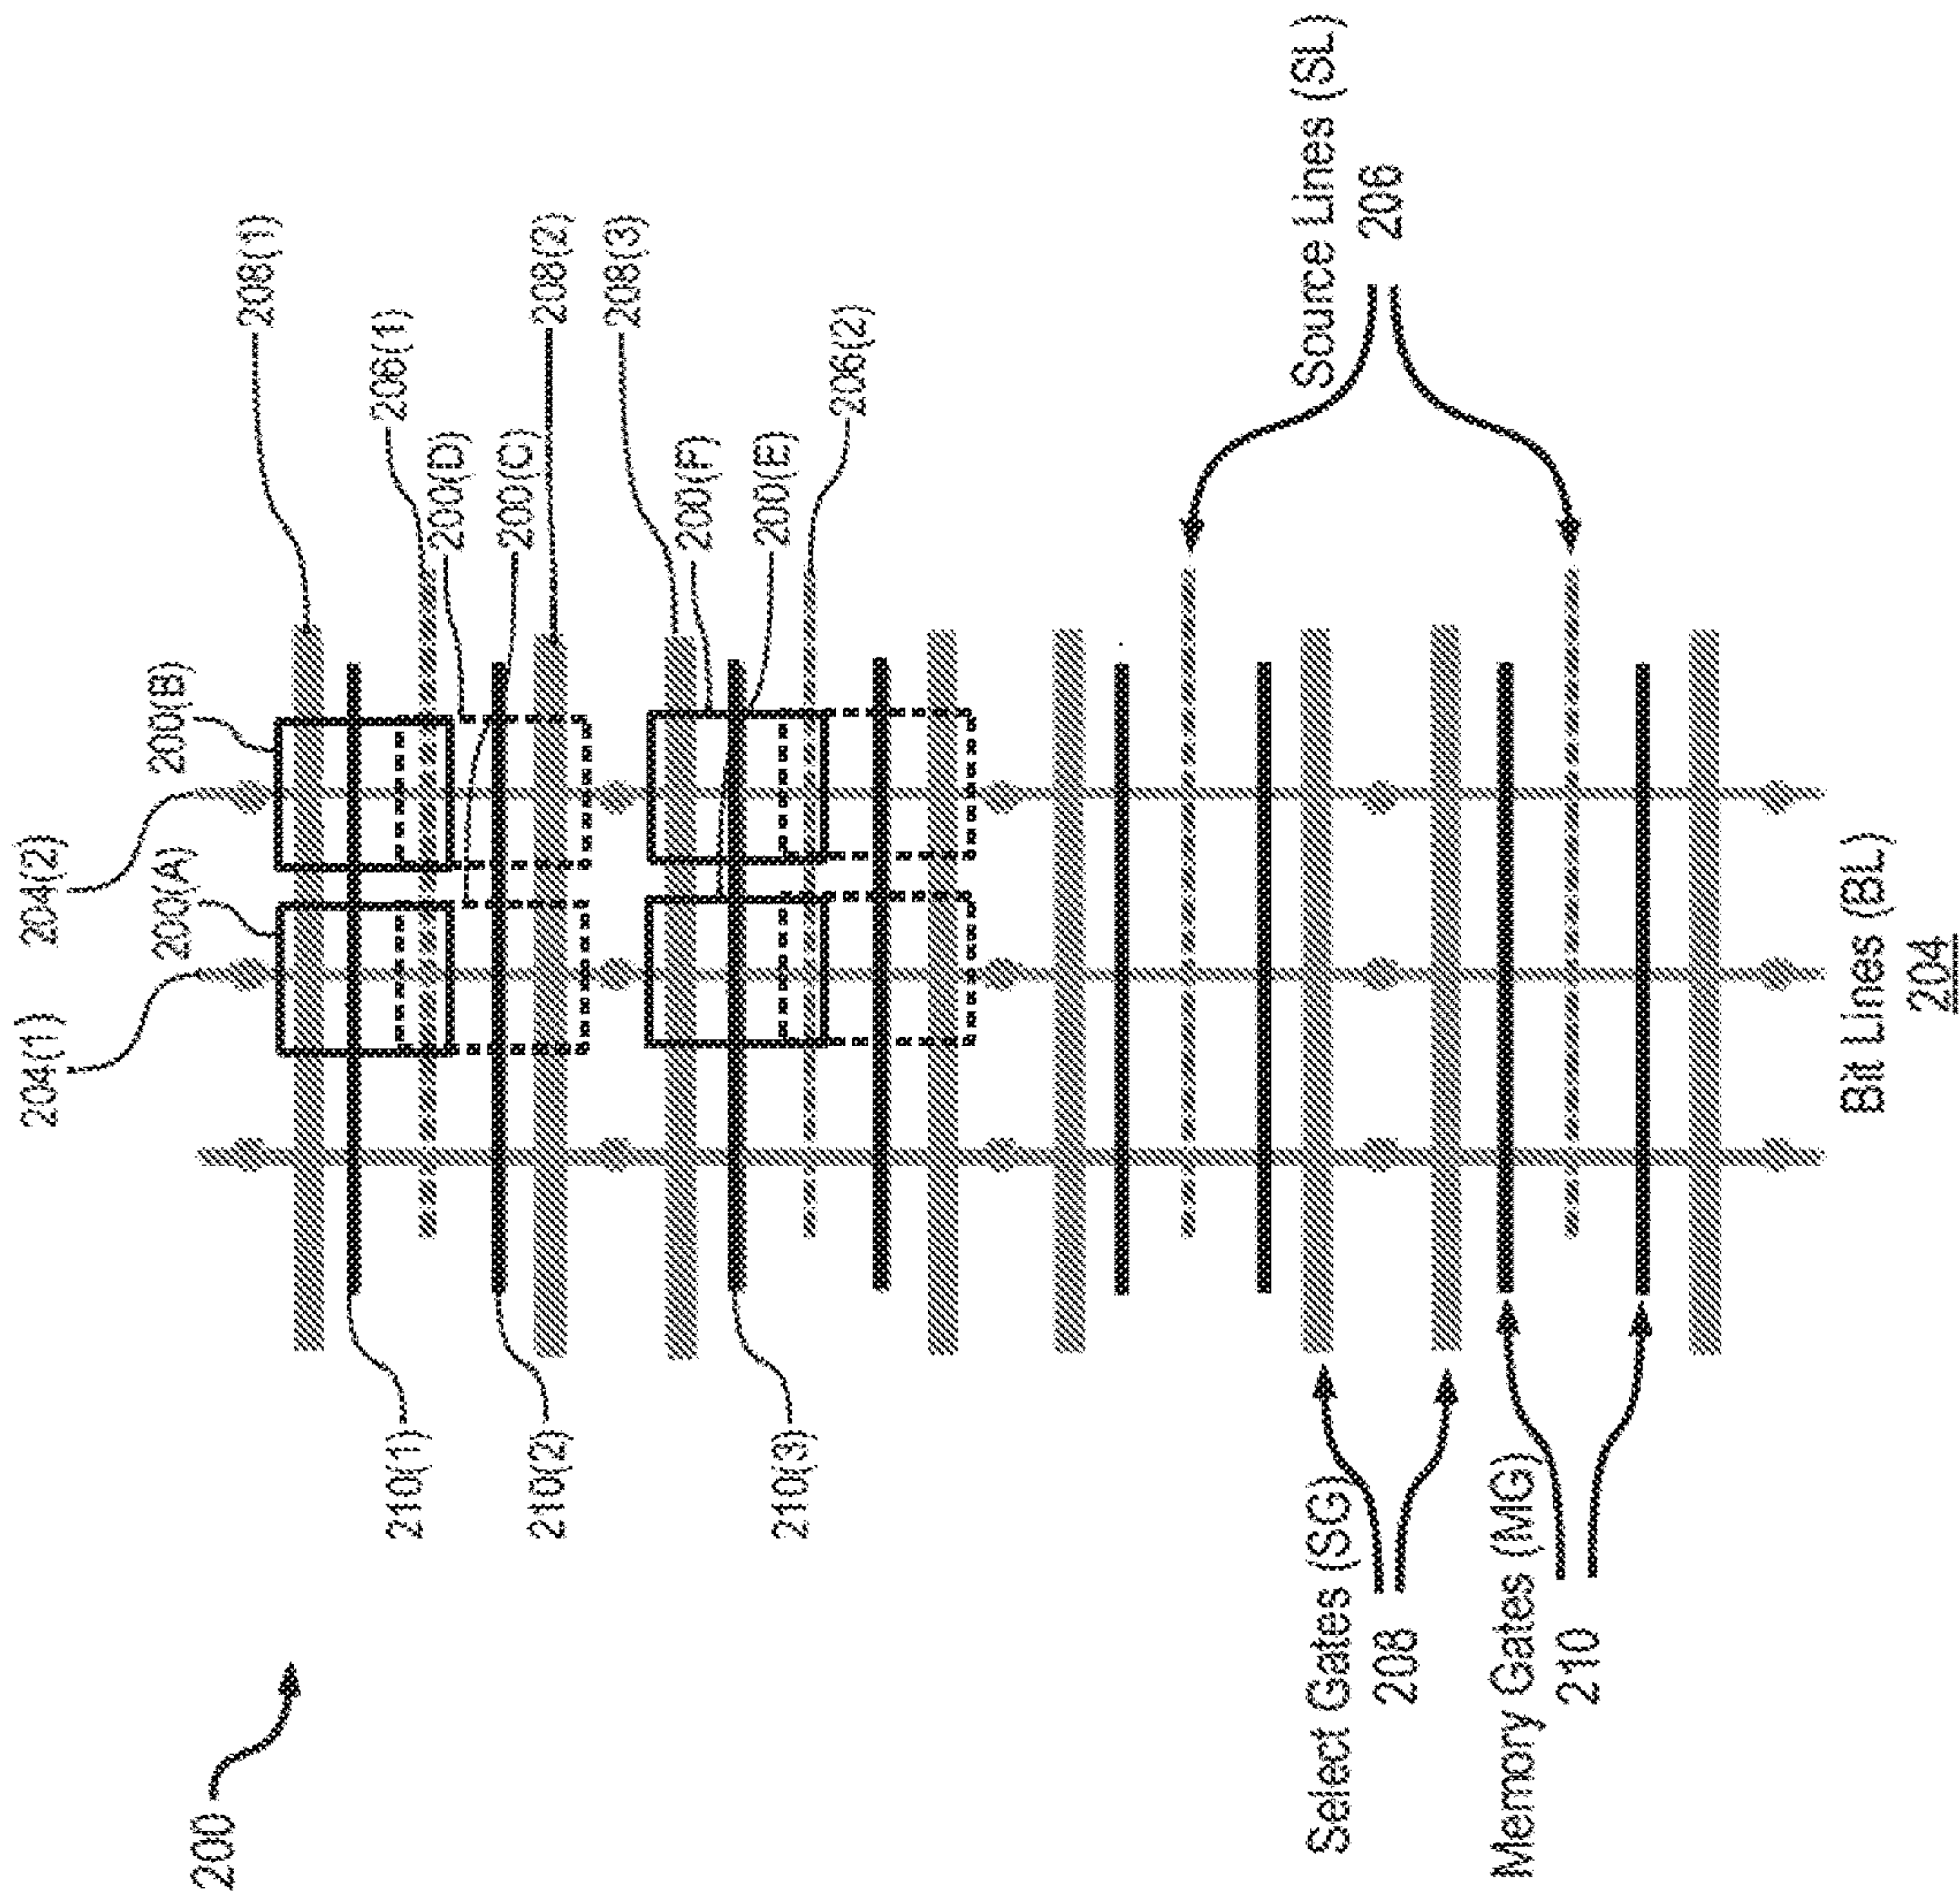 204(1)
204(2)
200(A)
200(B)
208(1)
206(1)
200(D)
200(C)
208(2)
208(3)
200(F)
200(E)
206(2)
210(1)
210(2)
210(3)
200
Source Lines (SL)
206
Select Gates (SG)
208
Memory Gates (MG)
210
Bit Lines (BL)
204